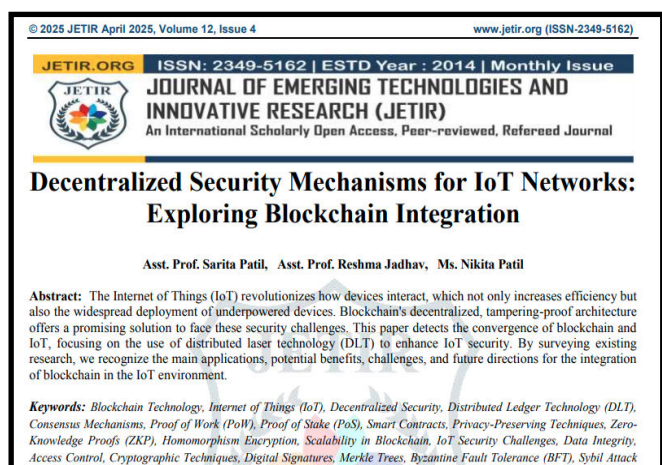 © 2025 JETIR April 2025, Volume 12, Issue 4 www.jetir.org (ISSN-2349-5162)
JETIR.ORG ISSN: 2349-5162 | ESTD Year : 2014 | Monthly Issue
JETIR
JOURNAL OF EMERGING TECHNOLOGIES AND
INNOVATIVE RESEARCH (JETIR)
An International Scholarly Open Access, Peer-reviewed, Refereed Journal
Decentralized Security Mechanisms for IoT Networks:
Exploring Blockchain Integration
Asst. Prof. Sarita Patil, Asst. Prof. Reshma Jadhav, Ms. Nikita Patil
Abstract: The Internet of Things (IoT) revolutionizes how devices interact, which not only increases efficiency but
also the widespread deployment of underpowered devices. Blockchain's decentralized, tampering-proof architecture
offers a promising solution to face these security challenges. This paper detects the convergence of blockchain and
IoT, focusing on the use of distributed laser technology (DLT) to enhance IoT security. By surveying existing
research, we recognize the main applications, potential benefits, challenges, and future directions for the integration
of blockchain in the IoT environment.
Keywords: Blockchain Technology, Internet of Things (IoT), Decentralized Security, Distributed Ledger Technology (DLT),
Consensus Mechanisms, Proof of Work (PoW), Proof of Stake (PoS), Smart Contracts, Privacy-Preserving Techniques, Zero-
Knowledge Proofs (ZKP), Homomorphism Encryption, Scalability in Blockchain, IoT Security Challenges, Data Integrity,
Access Control, Cryptographic Techniques, Digital Signatures, Merkle Trees, Byzantine Fault Tolerance (BFT), Sybil Attack
JETIR